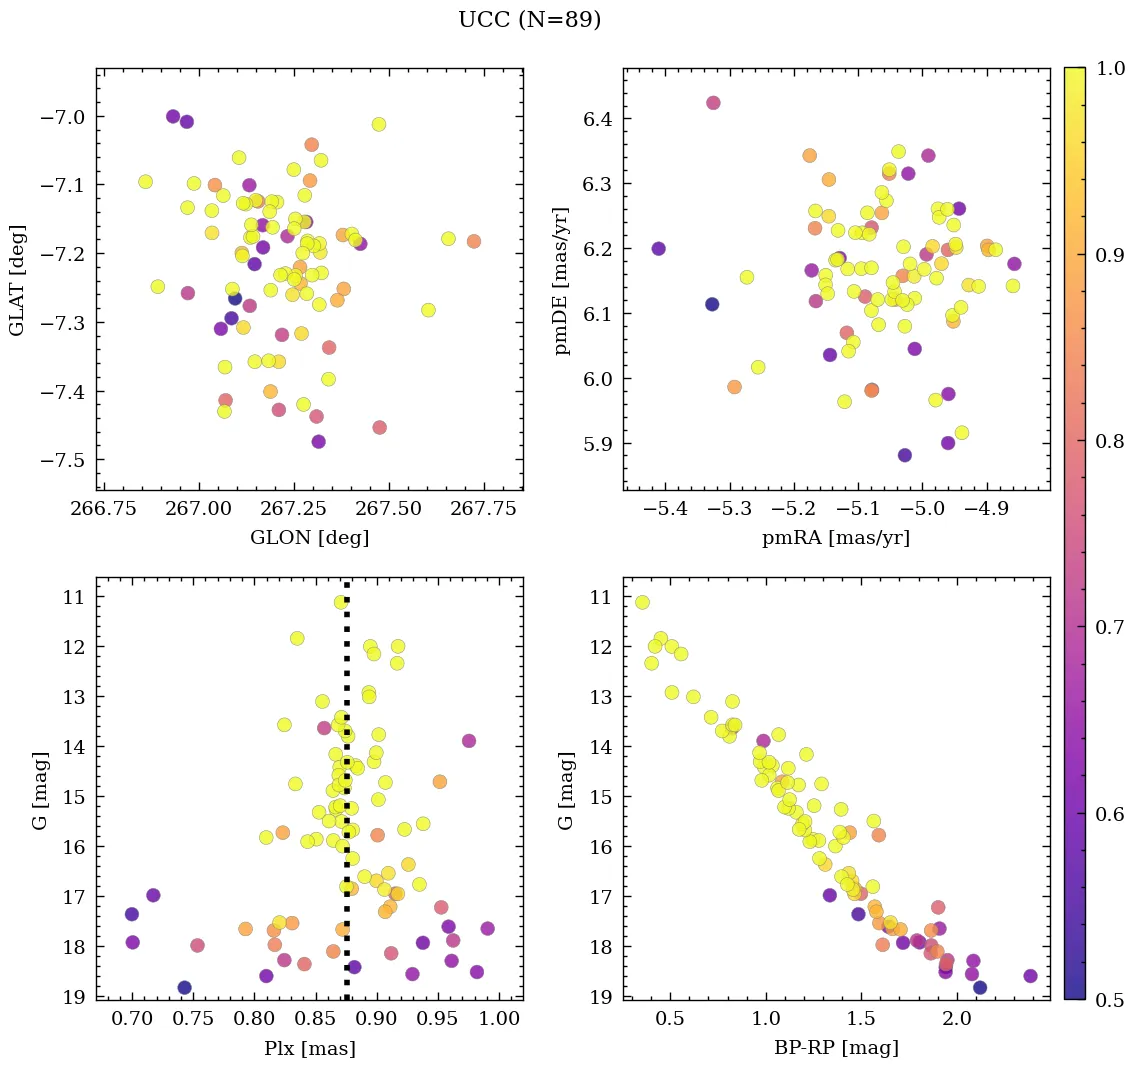 UCC (N=89)
−7.0
−7.1
−7.2
−7.3
−7.4
−7.5
GLAT [deg]
266.75 267.00 267.25 267.50 267.75
GLON [deg]
6.4
6.3
6.2
6.1
6.0
5.9
pmDE [mas/yr]
−5.4 −5.3 −5.2 −5.1 −5.0 −4.9
pmRA [mas/yr]
11
12
13
14
15
16
17
18
19
G [mag]
0.70 0.75 0.80 0.85 0.90 0.95 1.00
Plx [mas]
11
12
13
14
15
16
17
18
19
G [mag]
0.5 1.0 1.5 2.0
BP-RP [mag]
1.0
0.9
0.8
0.7
0.6
0.5